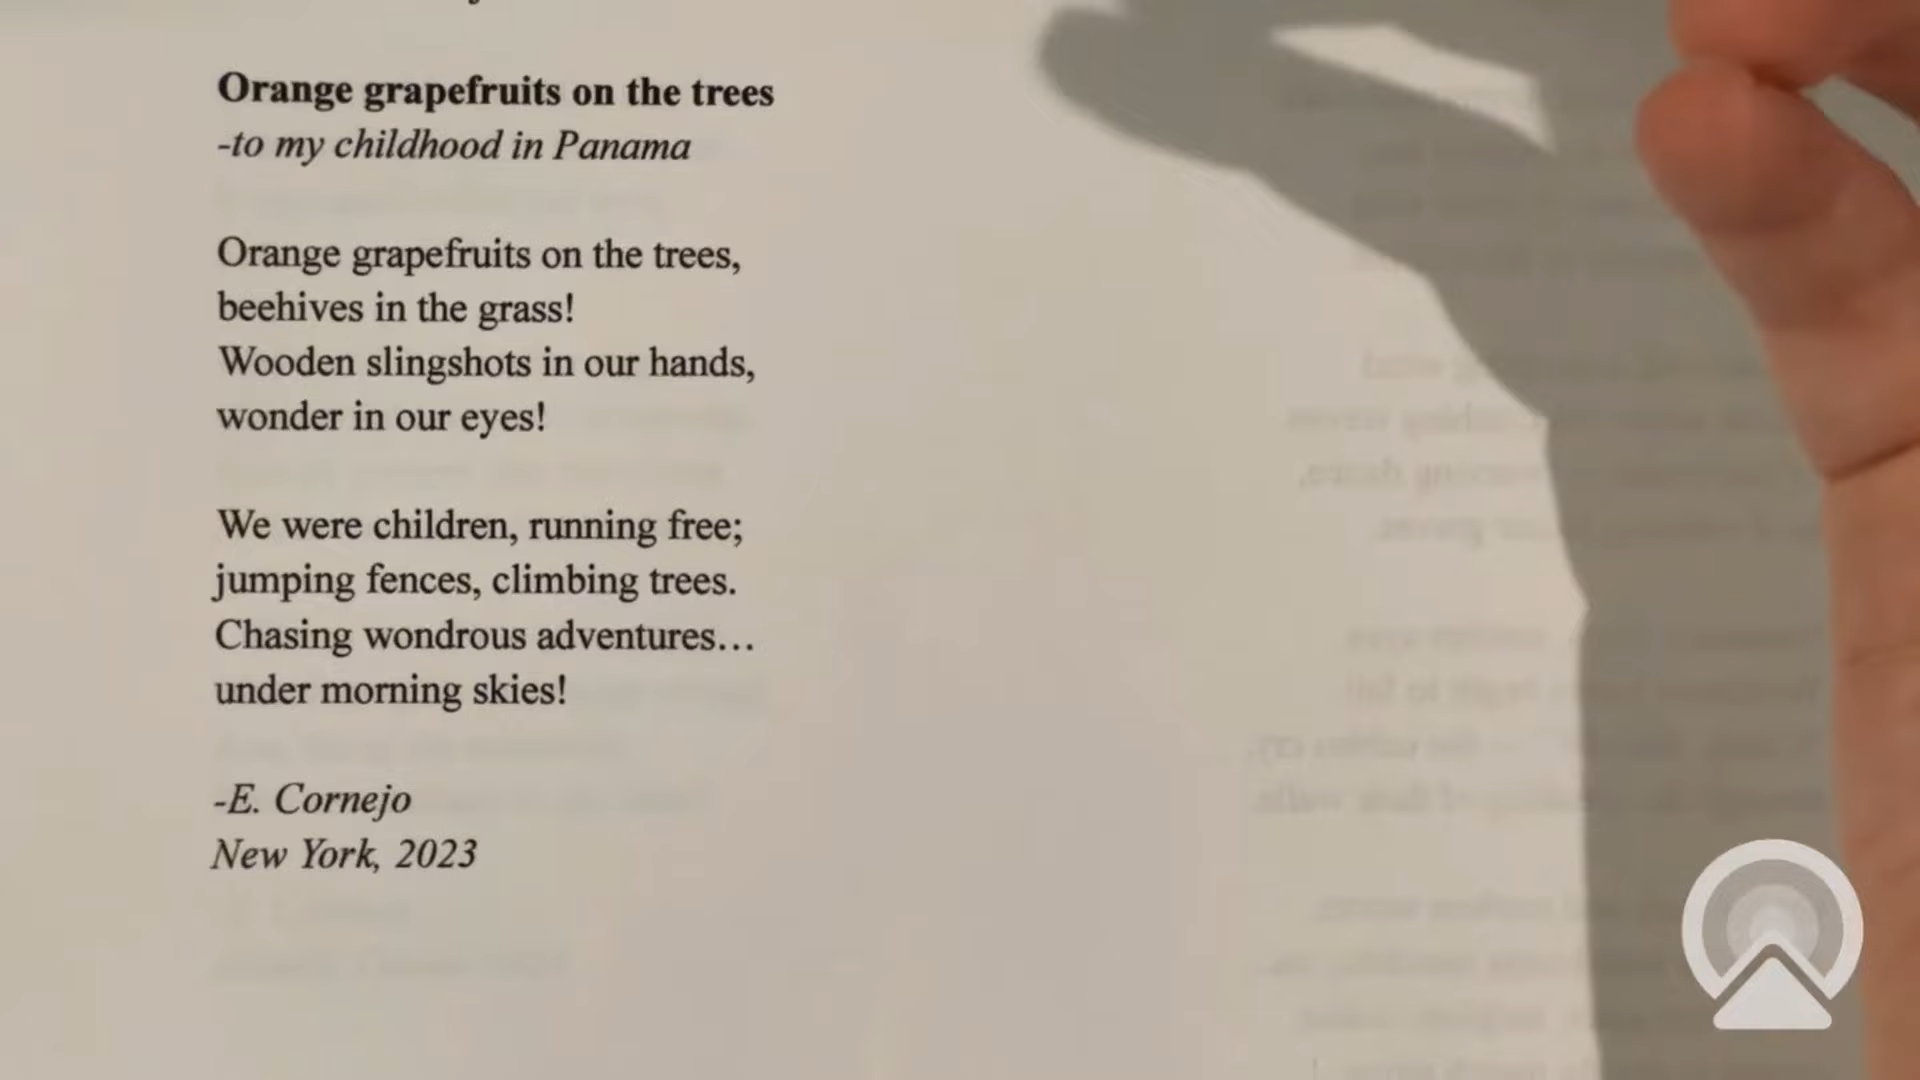 Orange grapefruits on the trees
-to my childhood in Panama
Orange grapefruits on the trees,
beehives in the grass!
Wooden slingshots in our hands,
wonder in our eyes!
We were children, running free;
jumping fences, climbing trees.
Chasing wondrous adventures…
under morning skies!
-E. Cornejo
New York, 2023